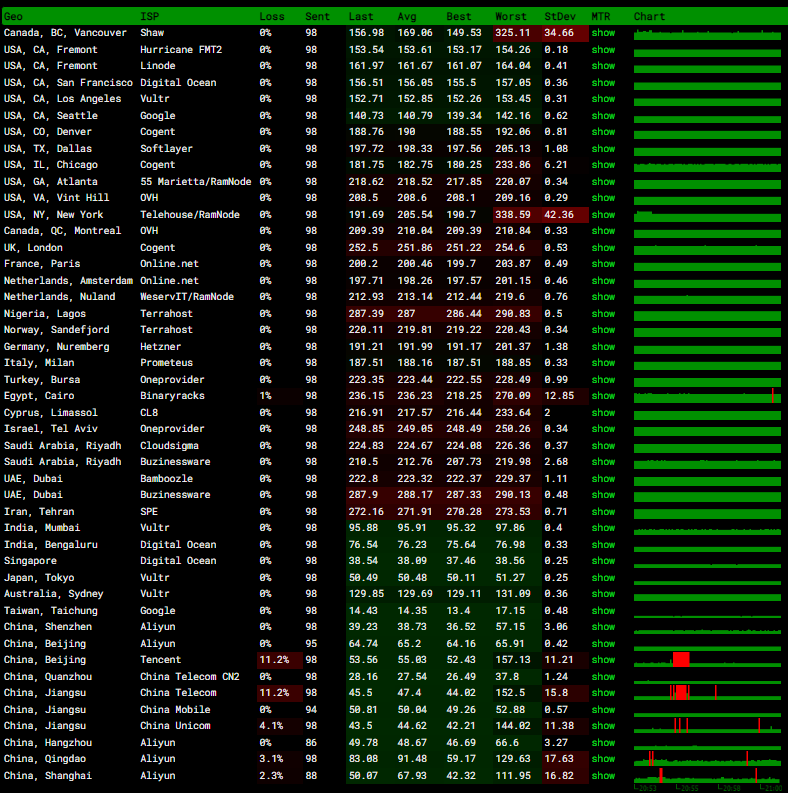 Geo ISP Loss Sent Last Avg Best Worst StDev MTR Chart
Canada, BC, Vancouver Shaw 0% 98 156.98 169.06 149.53 325.11 34.66 show
USA, CA, Fremont Hurricane FMT2 0% 98 153.54 153.61 153.17 154.26 0.18 show
USA, CA, Fremont Linode 0% 98 161.97 161.67 161.07 164.04 0.41 show
USA, CA, San Francisco Digital Ocean 0% 98 156.51 156.05 155.5 157.05 0.36 show
USA, CA, Los Angeles Vultr 0% 98 152.71 152.85 152.26 153.45 0.31 show
USA, CA, Seattle Google 0% 98 140.73 140.79 139.34 142.16 0.62 show
USA, CO, Denver Cogent 0% 98 188.76 190 188.55 192.06 0.81 show
USA, TX, Dallas Softlayer 0% 98 197.72 198.33 197.56 205.13 1.08 show
USA, IL, Chicago Cogent 0% 98 181.75 182.75 180.25 233.86 6.21 show
USA, GA, Atlanta 55 Marietta/RamNode 0% 98 218.62 218.52 217.85 220.07 0.34 show
USA, VA, Vint Hill OVH 0% 98 208.5 208.6 208.1 209.16 0.29 show
USA, NY, New York Telehouse/RamNode 0% 98 191.69 205.54 190.7 338.59 42.36 show
Canada, QC, Montreal OVH 0% 98 209.39 210.04 209.39 210.84 0.33 show
UK, London Cogent 0% 98 252.5 251.86 251.22 254.6 0.53 show
France, Paris Online.net 0% 98 200.2 200.46 199.7 203.87 0.49 show
Netherlands, Amsterdam Online.net 0% 98 197.71 198.26 197.57 201.15 0.46 show
Netherlands, Nuland WeservIT/RamNode 0% 98 212.93 213.14 212.44 219.6 0.76 show
Nigeria, Lagos Terrahost 0% 98 287.39 287 286.44 290.83 0.5 show
Norway, Sandefjord Terrahost 0% 98 220.11 219.81 219.22 220.43 0.34 show
Germany, Nuremberg Hetzner 0% 98 191.21 191.99 191.17 201.37 1.38 show
Italy, Milan Prometeus 0% 98 187.51 188.16 187.51 188.85 0.33 show
Turkey, Bursa Oneprovider 0% 98 223.35 223.44 222.55 228.49 0.99 show
Egypt, Cairo Binaryracks 1% 98 236.15 236.23 218.25 270.09 12.85 show
Cyprus, Limassol CL8 0% 98 216.91 217.57 216.44 233.64 2 show
Israel, Tel Aviv Oneprovider 0% 98 248.85 249.05 248.49 250.26 0.34 show
Saudi Arabia, Riyadh Cloudsigma 0% 98 224.83 224.67 224.08 226.36 0.37 show
Saudi Arabia, Riyadh Buzinessware 0% 98 210.5 212.76 207.73 219.98 2.68 show
UAE, Dubai Bamboozle 0% 98 222.8 223.32 222.37 229.37 1.11 show
UAE, Dubai Buzinessware 0% 98 287.9 288.17 287.33 290.13 0.48 show
Iran, Tehran SPE 0% 98 272.16 271.91 270.28 273.53 0.71 show
India, Mumbai Vultr 0% 98 95.88 95.91 95.32 97.86 0.4 show
India, Bengaluru Digital Ocean 0% 98 76.54 76.23 75.64 76.98 0.33 show
Singapore Digital Ocean 0% 98 38.54 38.09 37.46 38.56 0.25 show
Japan, Tokyo Vultr 0% 98 50.49 50.48 50.11 51.27 0.25 show
Australia, Sydney Vultr 0% 98 129.85 129.69 129.11 131.09 0.36 show
Taiwan, Taichung Google 0% 98 14.43 14.35 13.4 17.15 0.48 show
China, Shenzhen Aliyun 0% 98 39.23 38.73 36.52 57.15 3.06 show
China, Beijing Aliyun 0% 95 64.74 65.2 64.16 65.91 0.42 show
China, Beijing Tencent 11.2% 98 53.56 55.03 52.43 157.13 11.21 show
China, Quanzhou China Telecom CN2 0% 98 28.16 27.54 26.49 37.8 1.24 show
China, Jiangsu China Telecom 11.2% 98 45.5 47.4 44.02 152.5 15.8 show
China, Jiangsu China Mobile 0% 94 50.81 50.04 49.26 52.88 0.57 show
China, Jiangsu China Unicom 4.1% 98 43.5 44.62 42.21 144.02 11.38 show
China, Hangzhou Aliyun 0% 86 49.78 48.67 46.69 66.6 3.27 show
China, Qingdao Aliyun 3.1% 98 83.08 91.48 59.17 129.63 17.63 show
China, Shanghai Aliyun 2.3% 88 50.07 67.93 42.32 111.95 16.82 show
20:53 20:55 20:59 21:00